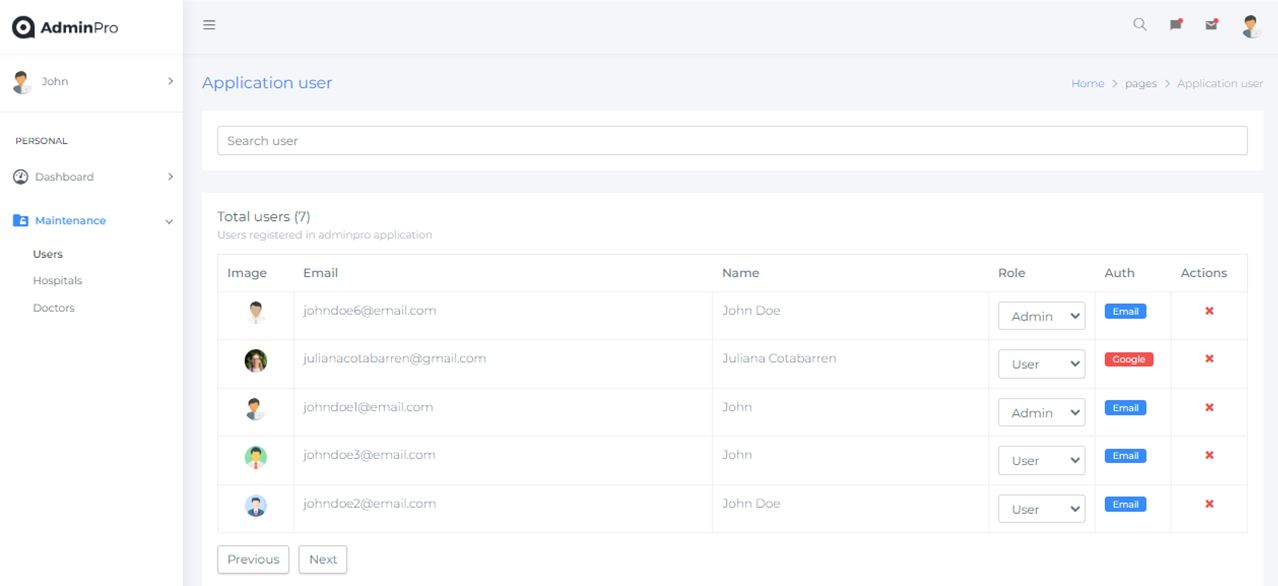 AdminPro
John
PERSONAL
Dashboard
Maintenance
Users
Hospitals
Doctors
Application user
Home > pages > Application user
Search user
Total users (7)
Users registered in adminpro application
Image Email Name Role Auth Actions
johndoe6@email.com John Doe Admin Email
julianacotabarren@gmail.com Juliana Cotabarren User Google
johndoe1@email.com John Admin Email
johndoe3@email.com John User Email
johndoe2@email.com John Doe User Email
Previous Next